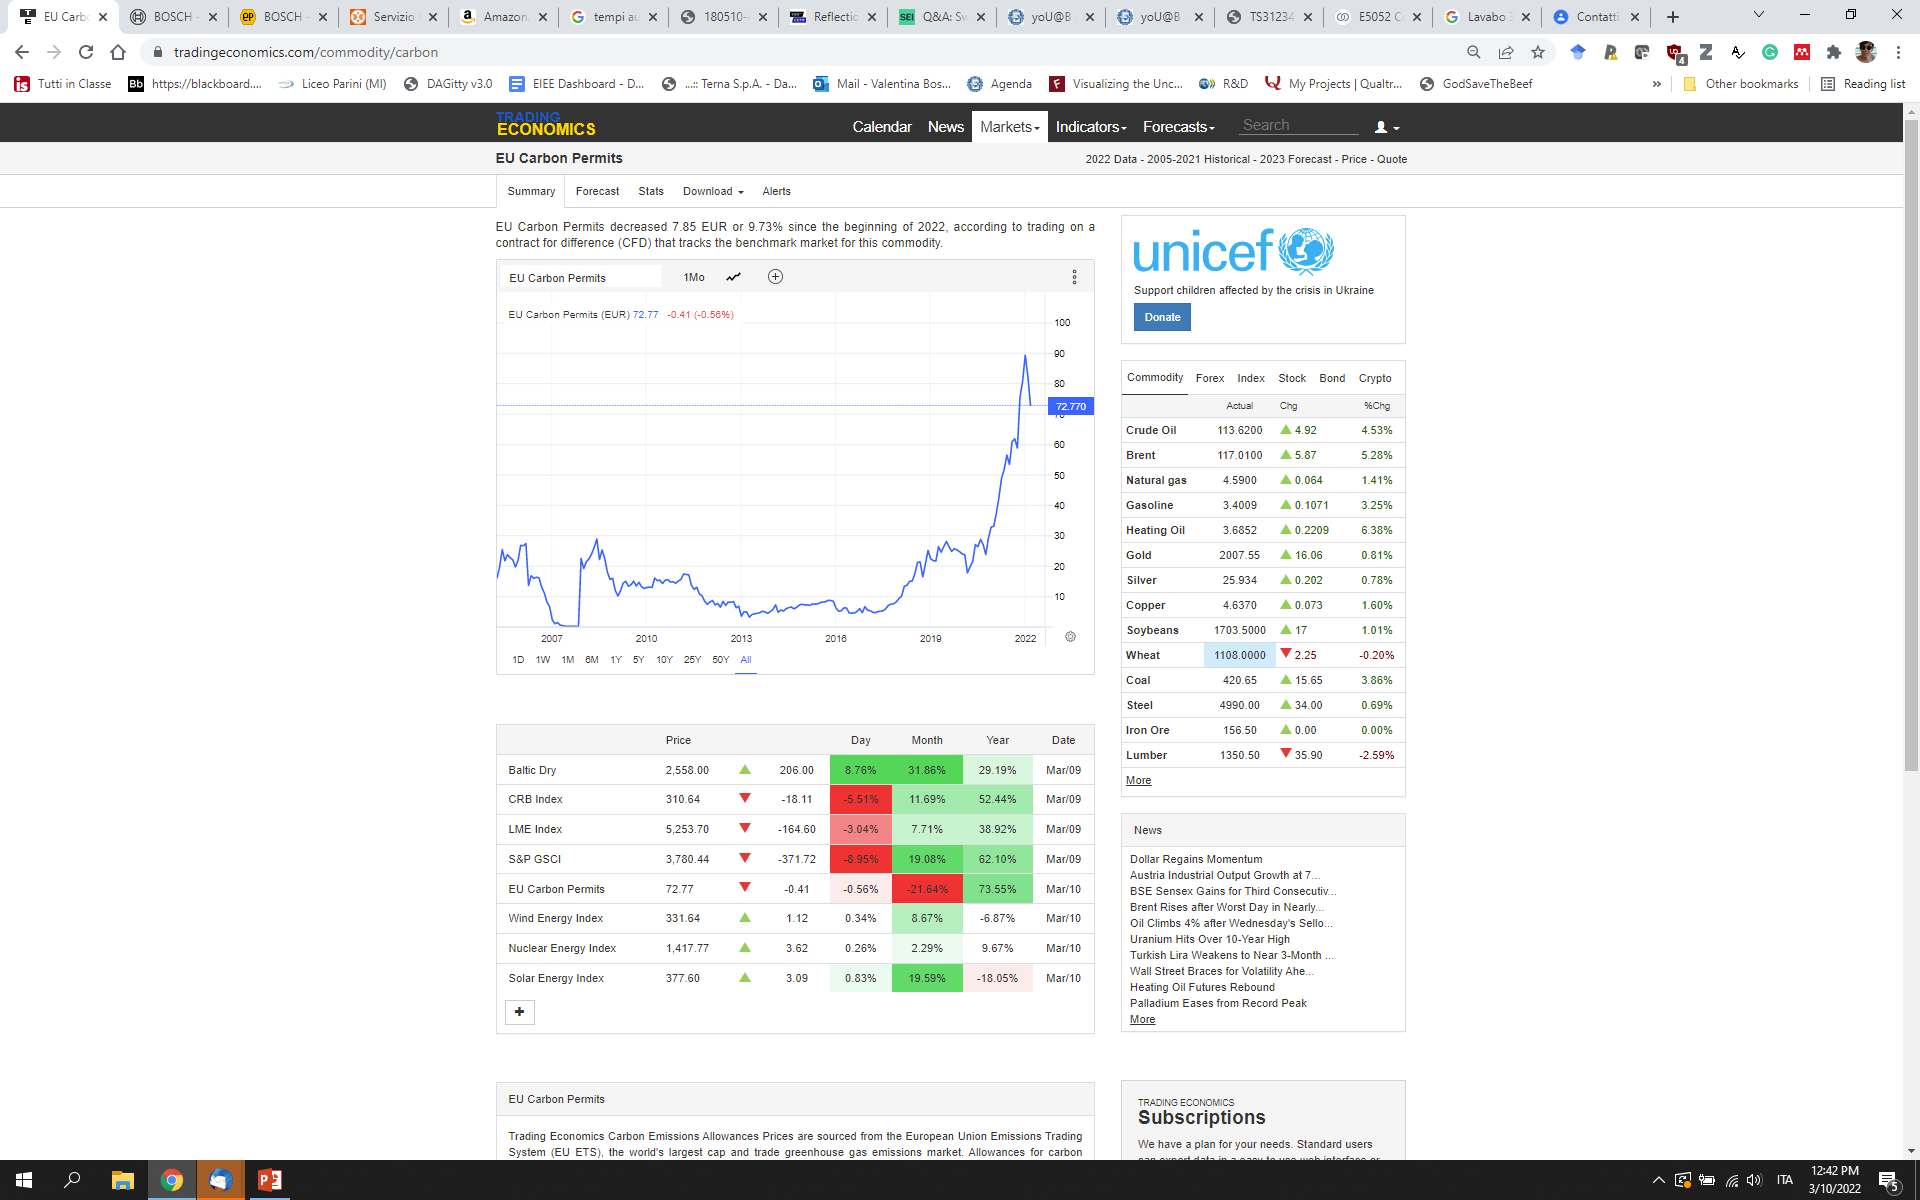 EU Carbo
BOSCH -
BOSCH -
Servizio
Amazon.
tempi au
180510-
Reflectio
Q&A: Sw
yoU@B
yoU@B
TS31234
E5052 C
Lavabo
Contatti
tradingeconomics.com/commodity/carbon
4
Tutti in Classe
https://blackboard....
Liceo Parini (MI)
DAGitty v3.0
EIEE Dashboard - D...
...:: Terna S.p.A. - Da...
Mail - Valentina Bos...
Agenda
Visualizing the Unc...
R&D
My Projects | Qualtr...
GodSaveTheBeef
»
Other bookmarks
Reading list
TRADING
ECONOMICS
Calendar News Markets Indicators Forecasts Search
EU Carbon Permits
2022 Data - 2005-2021 Historical - 2023 Forecast - Price - Quote
Summary Forecast Stats Download Alerts
EU Carbon Permits decreased 7.85 EUR or 9.73% since the beginning of 2022, according to trading on a
contract for difference (CFD) that tracks the benchmark market for this commodity.
EU Carbon Permits 1Mo
EU Carbon Permits (EUR) 72.77 -0.41 (-0.56%)
100
90
80
72.770
60
50
40
30
20
10
2007 2010 2013 2016 2019 2022
1D 1W 1M 6M 1Y 5Y 10Y 25Y 50Y All
Price Day Month Year Date
Baltic Dry 2,558.00 206.00 8.76% 31.86% 29.19% Mar/09
CRB Index 310.64 -18.11 -5.51% 11.69% 52.44% Mar/09
LME Index 5,253.70 -164.60 -3.04% 7.71% 38.92% Mar/09
S&P GSCI 3,780.44 -371.72 -8.95% 19.08% 62.10% Mar/09
EU Carbon Permits 72.77 -0.41 -0.56% -21.64% 73.55% Mar/10
Wind Energy Index 331.64 1.12 0.34% 8.67% -6.87% Mar/10
Nuclear Energy Index 1,417.77 3.62 0.26% 2.29% 9.67% Mar/10
Solar Energy Index 377.60 3.09 0.83% 19.59% -18.05% Mar/10
+
EU Carbon Permits
Trading Economics Carbon Emissions Allowances Prices are sourced from the European Union Emissions Trading
System (EU ETS), the world's largest cap and trade greenhouse gas emissions market. Allowances for carbon
unicef
Support children affected by the crisis in Ukraine
Donate
Commodity Forex Index Stock Bond Crypto
Actual Chg %Chg
Crude Oil 113.6200 4.92 4.53%
Brent 117.0100 5.87 5.28%
Natural gas 4.5900 0.064 1.41%
Gasoline 3.4009 0.1071 3.25%
Heating Oil 3.6852 0.2209 6.38%
Gold 2007.55 16.06 0.81%
Silver 25.934 0.202 0.78%
Copper 4.6370 0.073 1.60%
Soybeans 1703.5000 17 1.01%
Wheat 1108.0000 2.25 -0.20%
Coal 420.65 15.65 3.86%
Steel 4990.00 34.00 0.69%
Iron Ore 156.50 0.00 0.00%
Lumber 1350.50 35.90 -2.59%
More
News
Dollar Regains Momentum
Austria Industrial Output Growth at 7...
BSE Sensex Gains for Third Consecutiv...
Brent Rises after Worst Day in Nearly...
Oil Climbs 4% after Wednesday's Sello...
Uranium Hits Over 10-Year High
Turkish Lira Weakens to Near 3-Month ...
Wall Street Braces for Volatility Ahe...
Heating Oil Futures Rebound
Palladium Eases from Record Peak
More
TRADING ECONOMICS
Subscriptions
We have a plan for your needs. Standard users
ITA
12:42 PM
3/10/2022
5